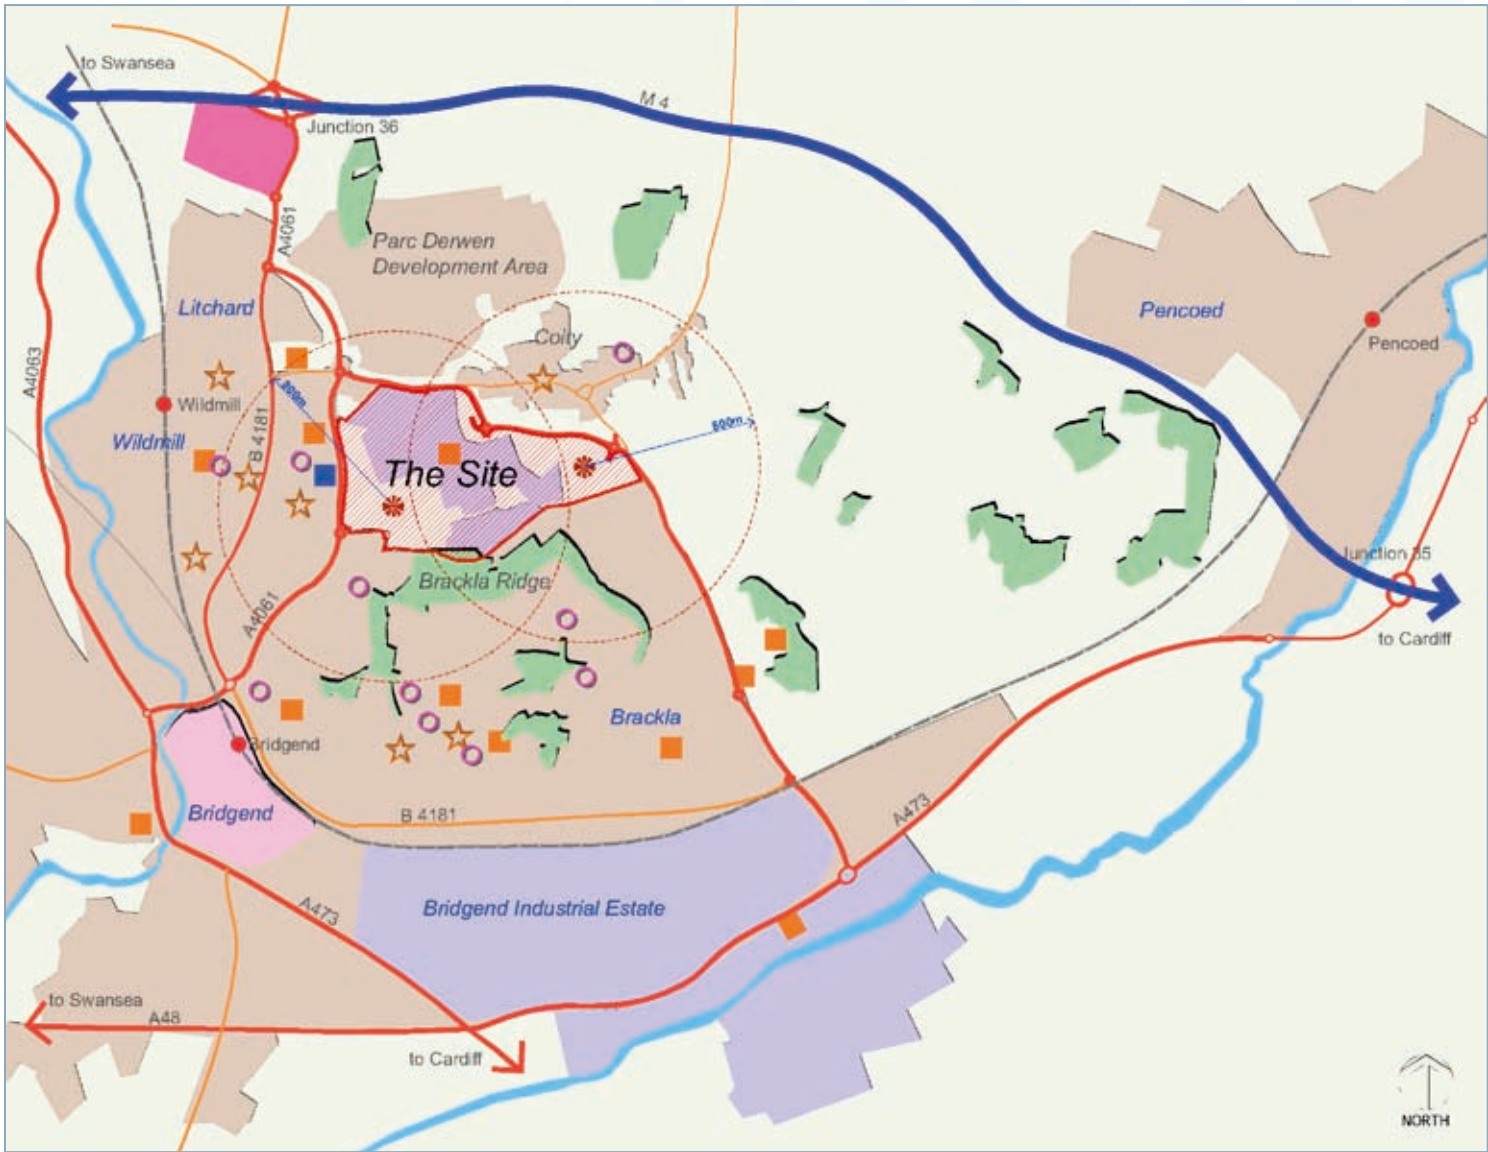 to Swansea
M 4
Junction 36
A4061
Parc Derwen
Development Area
Litchard
Pencoed
Coity
Pencoed
A4063
800m
Wildmill
B 4181
Wildmill
800m
The Site
Junction 35
Brackla Ridge
A4061
to Cardiff
Brackla
Bridgend
Bridgend
B 4181
A473
Bridgend Industrial Estate
A473
to Swansea
A48
to Cardiff
NORTH